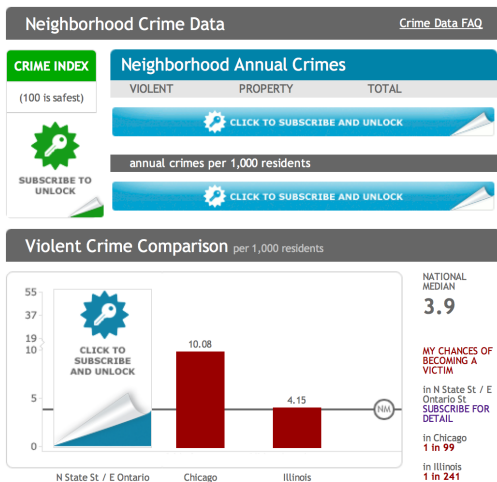 Neighborhood Crime Data
Crime Data FAQ
CRIME INDEX
(100 is safest)
SUBSCRIBE TO
UNLOCK
Neighborhood Annual Crimes
VIOLENT PROPERTY TOTAL
CLICK TO SUBSCRIBE AND UNLOCK
annual crimes per 1,000 residents
CLICK TO SUBSCRIBE AND UNLOCK
Violent Crime Comparison per 1,000 residents
55
37
19
10
5
0
CLICK TO
SUBSCRIBE
AND UNLOCK
10.08
4.15
NM
N State St / E Ontario
Chicago
Illinois
NATIONAL
MEDIAN
3.9
MY CHANCES OF
BECOMING A
VICTIM
in N State St / E
Ontario St
SUBSCRIBE FOR
DETAIL
in Chicago
1 in 99
in Illinois
1 in 241